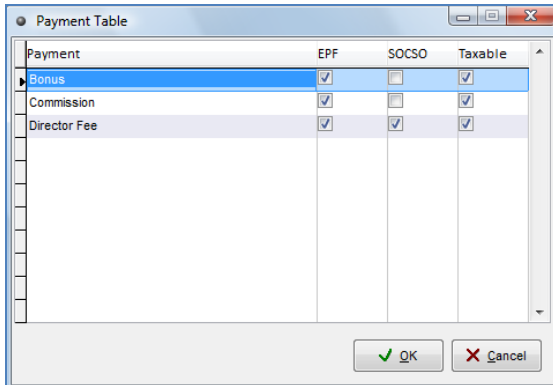 Payment Table
Payment EPF SOCSO Taxable
Bonus
Commission
Director Fee
OK Cancel